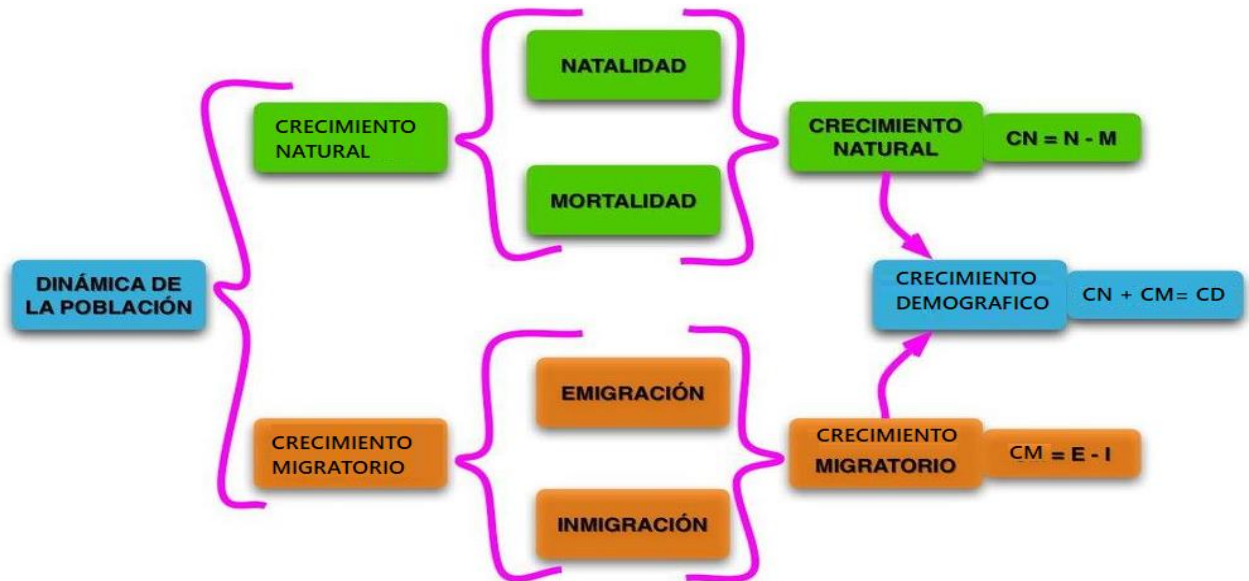 DINÁMICA DE
LA POBLACIÓN
CRECIMIENTO
NATURAL
NATALIDAD
MORTALIDAD
CRECIMIENTO
NATURAL
CN = N - M
CRECIMIENTO
DEMOGRAFICO
CN + CM= CD
CRECIMIENTO
MIGRATORIO
EMIGRACIÓN
INMIGRACIÓN
CRECIMIENTO
MIGRATORIO
CM = E - I